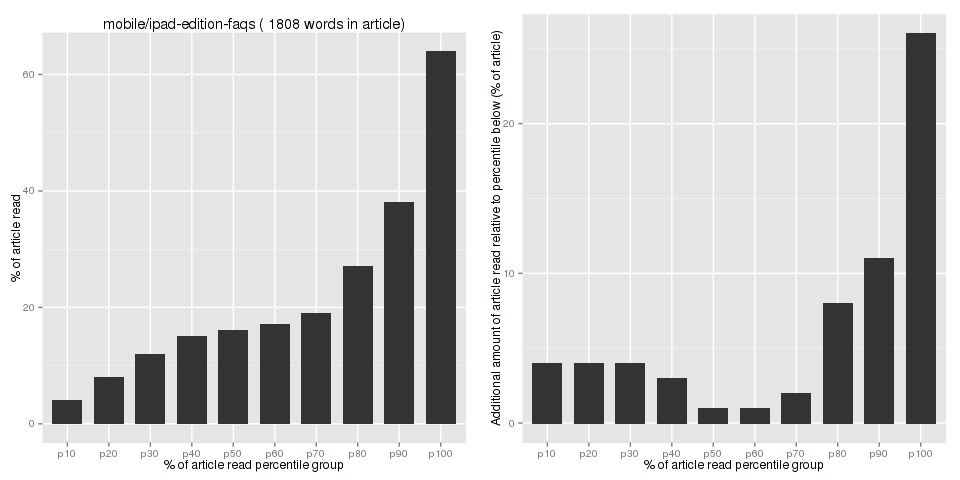 mobile/ipad-edition-faqs ( 1808 words in article)
% of article read
60
40
20
0
p10 p20 p30 p40 p50 p60 p70 p80 p90 p100
% of article read percentile group
Additional amount of article read relative to percentile below (% of article)
20
10
0
p10 p20 p30 p40 p50 p60 p70 p80 p90 p100
% of article read percentile group